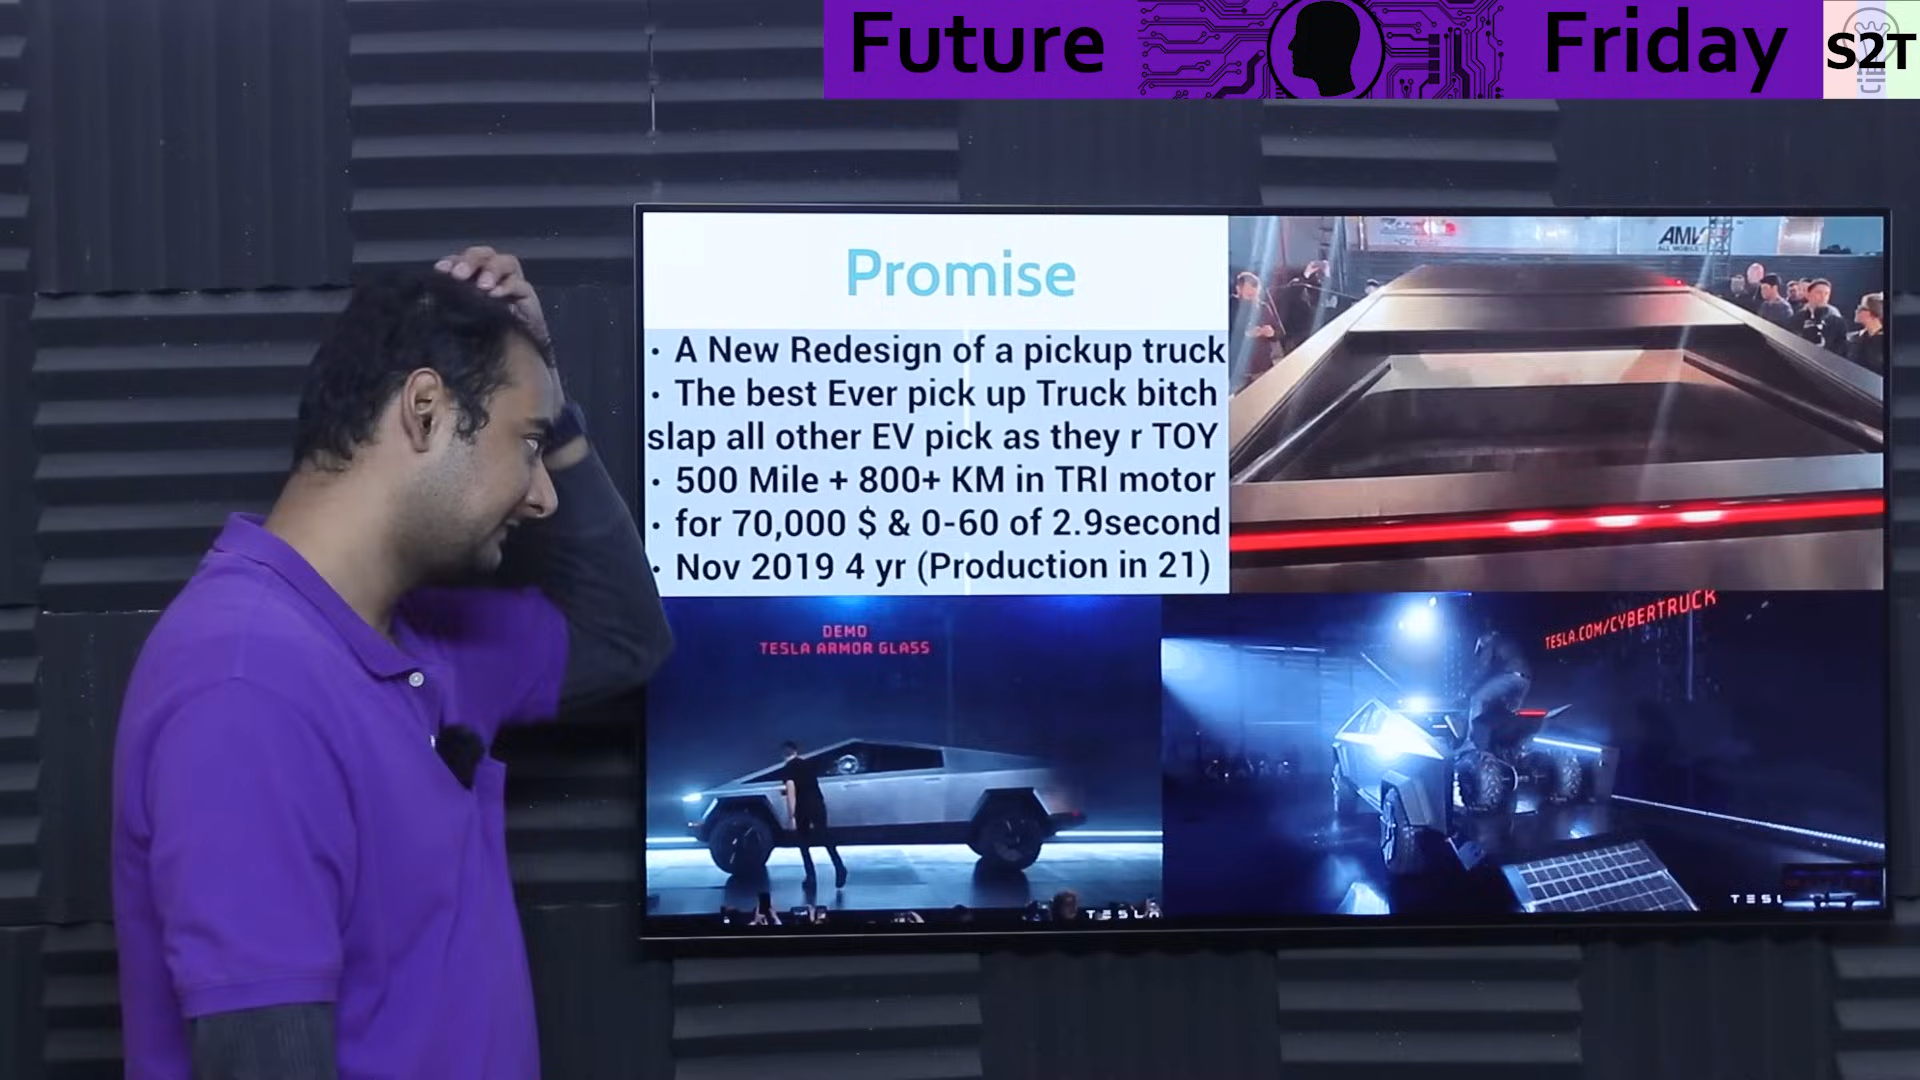 Future Friday S2T
Promise
• A New Redesign of a pickup truck
• The best Ever pick up Truck bitch
slap all other EV pick as they r TOY
• 500 Mile + 800+ KM in TRI motor
• for 70,000 $ & 0-60 of 2.9second
• Nov 2019 4 yr (Production in 21)
DEMO
TESLA ARMOR GLASS
TESLA.COM/CYBERTRUCK
TESLA